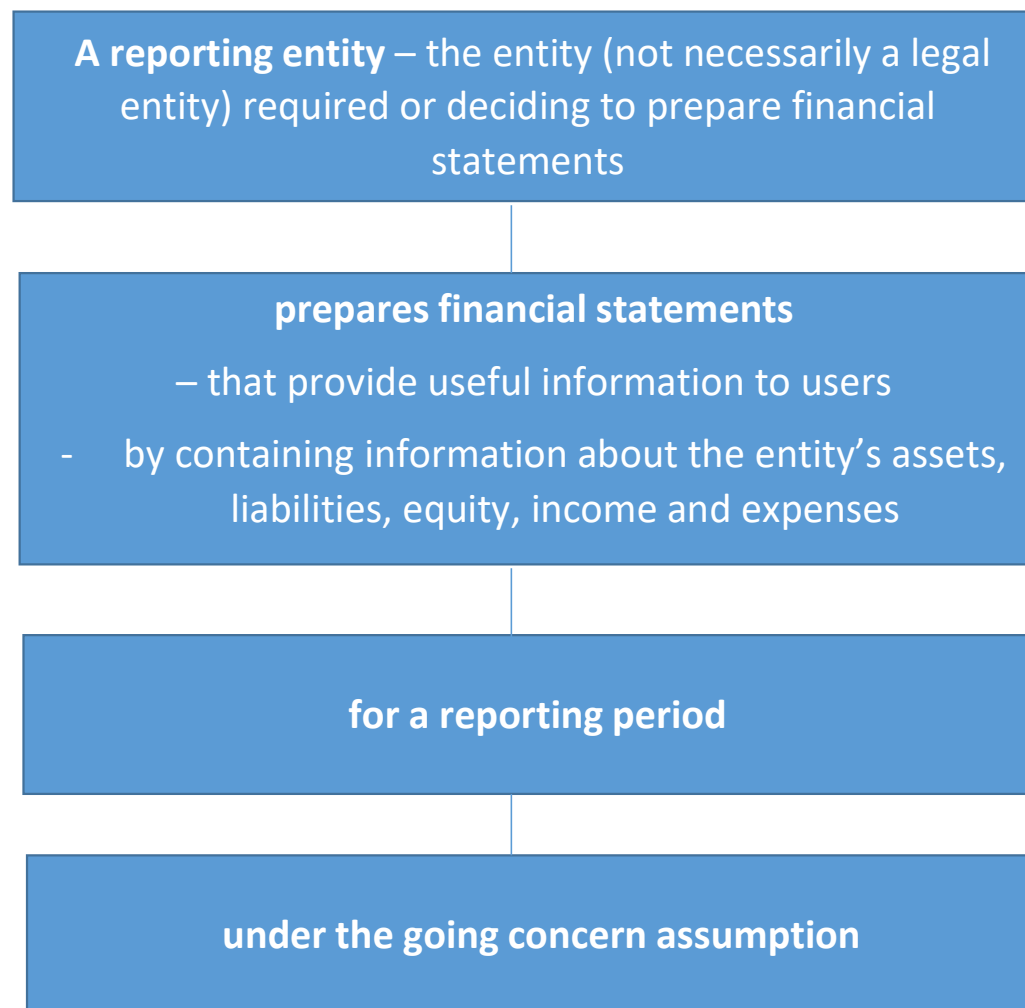 A reporting entity – the entity (not necessarily a legal
entity) required or deciding to prepare financial
statements
prepares financial statements
– that provide useful information to users
- by containing information about the entity’s assets,
liabilities, equity, income and expenses
for a reporting period
under the going concern assumption